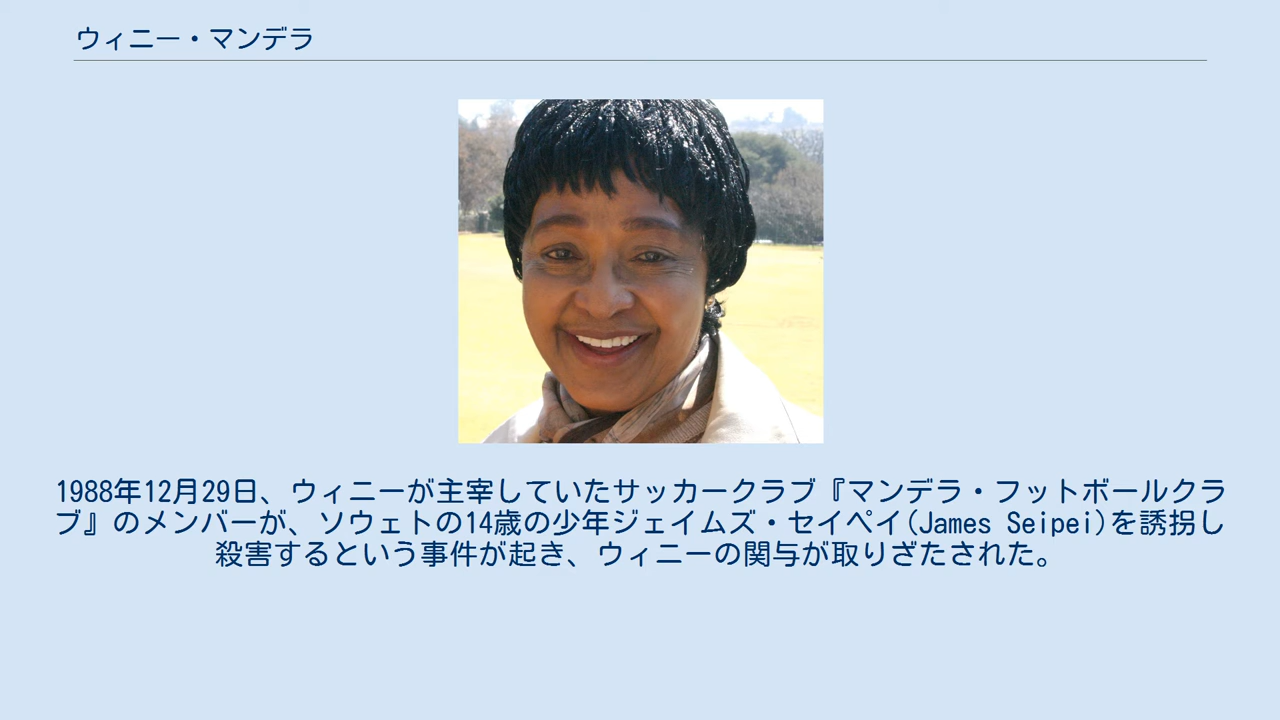 ウィニー・マンデラ
1988年12月29日、ウィニーが主宰していたサッカークラブ『マンデラ・フットボールクラ
ブ』のメンバーが、ソウェトの14歳の少年ジェイムズ・セイペイ(James Seipei)を誘拐し
殺害するという事件が起き、ウィニーの関与が取りざたされた。